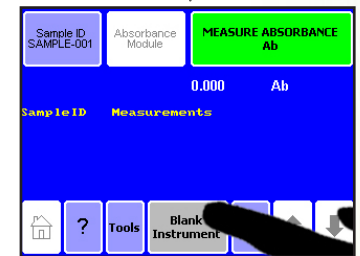 Sample ID
SAMPLE-001
Absorbance
Module
MEASURE ABSORBANCE
Ab
0.000 Ab
SampleID Measurements
?
Tools
Blank
Instrument